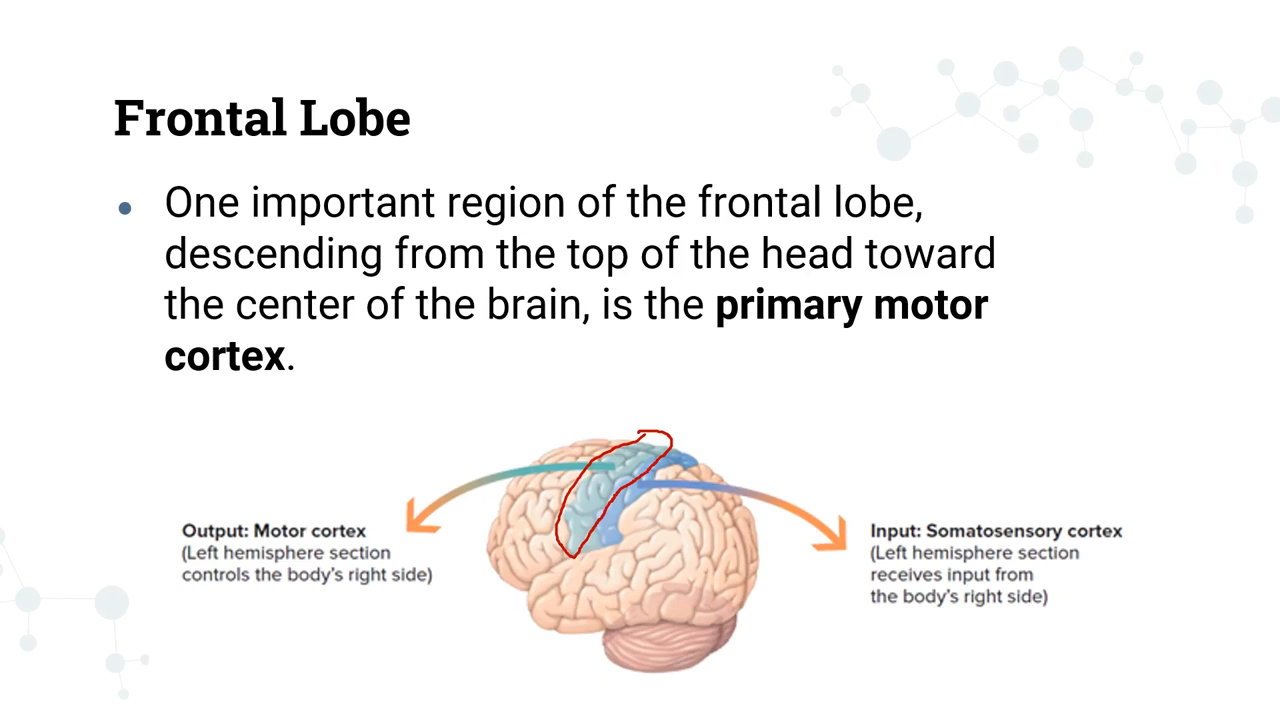 Frontal Lobe
One important region of the frontal lobe,
descending from the top of the head toward
the center of the brain, is the primary motor
cortex.
Output: Motor cortex
(Left hemisphere section
controls the body's right side)
Input: Somatosensory cortex
(Left hemisphere section
receives input from
the body's right side)